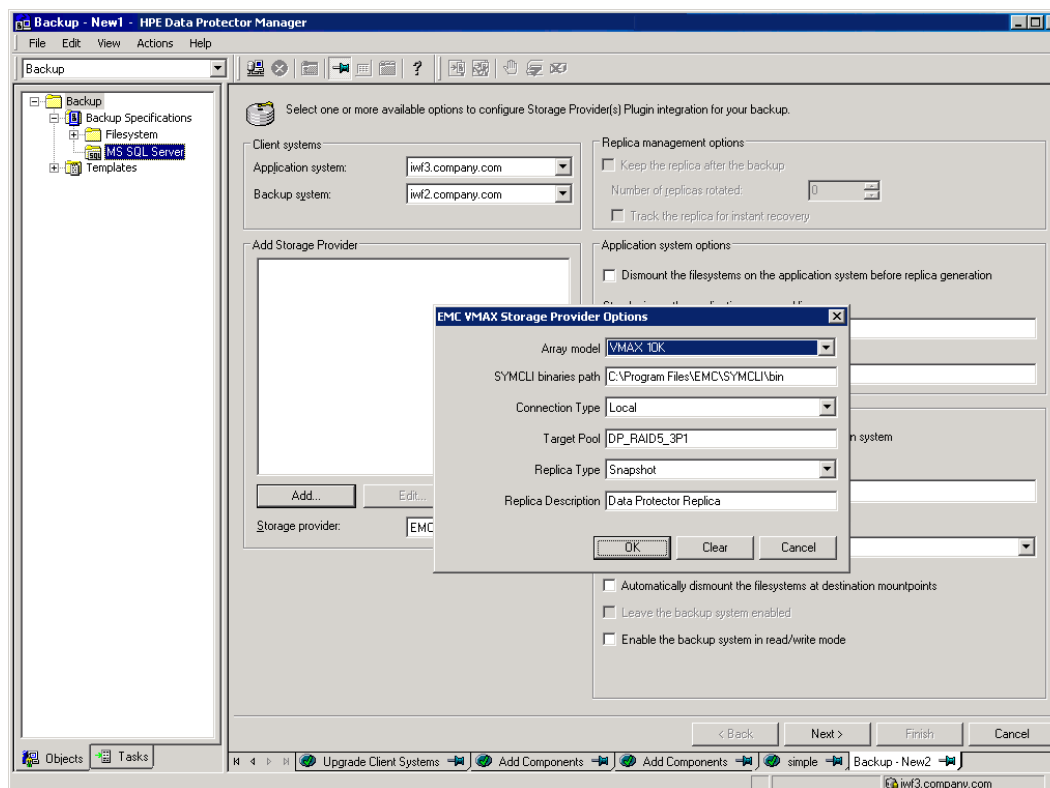 Backup - New1 - HPE Data Protector Manager
File Edit View Actions Help
Backup
?
Backup
Backup Specifications
Filesystem
MS SQL Server
Templates
Select one or more available options to configure Storage Provider(s) Plugin integration for your backup.
Client systems
Application system: iwf3.company.com
Backup system: iwf2.company.com
Replica management options
Keep the replica after the backup
Number of replicas rotated: 0
Track the replica for instant recovery
Add Storage Provider
Application system options
Dismount the filesystems on the application system before replica generation
EMC VMAX Storage Provider Options
Array model VMAX 10K
SYMCLI binaries path C:\Program Files\EMC\SYMCLI\bin
Connection Type Local
Target Pool DP_RAID5_3P1
n system
Replica Type Snapshot
Replica Description Data Protector Replica
Add... Edit...
Storage provider: EMC
OK Clear Cancel
Automatically dismount the filesystems at destination mountpoints
Leave the backup system enabled
Enable the backup system in read/write mode
< Back Next > Finish Cancel
Objects Tasks
Upgrade Client Systems Add Components Add Components simple Backup - New2
iwf3.company.com